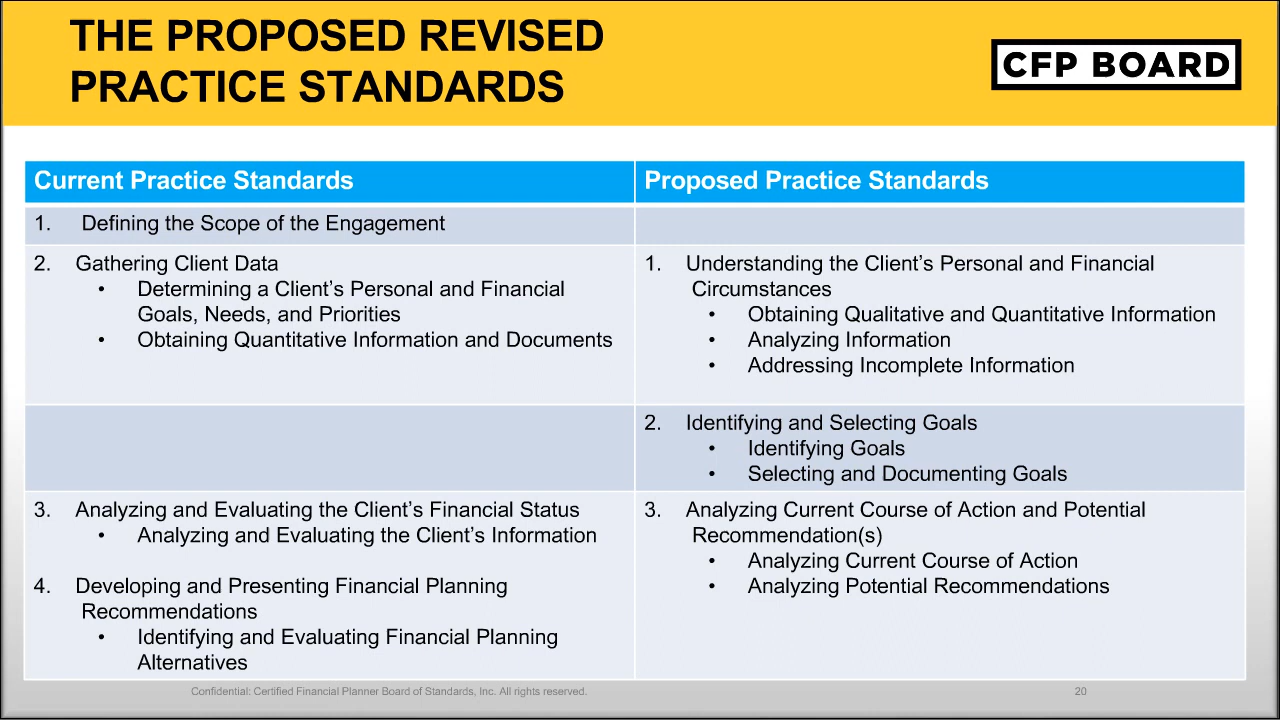 THE PROPOSED REVISED
PRACTICE STANDARDS
CFP BOARD
Current Practice Standards
Proposed Practice Standards
1. Defining the Scope of the Engagement
2. Gathering Client Data
• Determining a Client's Personal and Financial
Goals, Needs, and Priorities
• Obtaining Quantitative Information and Documents
1. Understanding the Client's Personal and Financial
Circumstances
• Obtaining Qualitative and Quantitative Information
• Analyzing Information
• Addressing Incomplete Information
2. Identifying and Selecting Goals
• Identifying Goals
• Selecting and Documenting Goals
3. Analyzing and Evaluating the Client's Financial Status
• Analyzing and Evaluating the Client's Information
4. Developing and Presenting Financial Planning
Recommendations
• Identifying and Evaluating Financial Planning
Alternatives
3. Analyzing Current Course of Action and Potential
Recommendation(s)
• Analyzing Current Course of Action
• Analyzing Potential Recommendations
Confidential: Certified Financial Planner Board of Standards, Inc. All rights reserved.
20